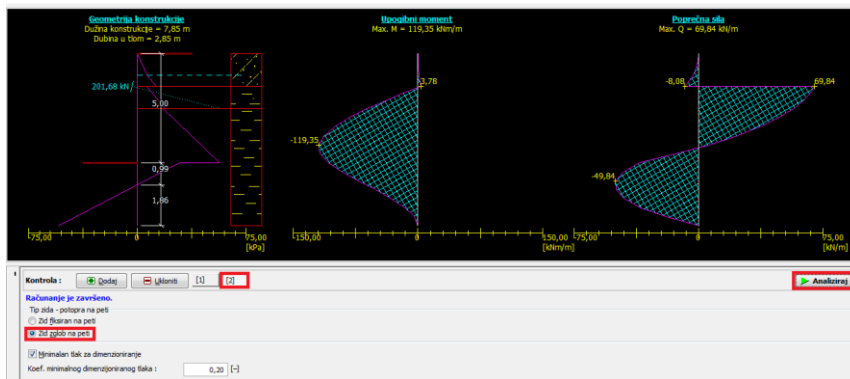 Geometrija konstrukcije
Dužina konstrukcije = 7,85 m
Dubina u tlom = 2,85 m
Upogibni moment
Max. M = 119,35 kNm/m
Poprečna sila
Max. Q = 69,84 kN/m
201,68 kN/
5,00
0,99
1,86
-75,00 0 75,00
[kPa]
3,78
-119,35
-150,00 0 150,00
[kNm/m]
-8,08 69,84
-49,84
-75,00 0 75,00
[kN/m]
Kontrola : Dodaj Ukloniti [1] [2] Analiziraj
Računanje je završeno.
Tip zida - potopra na peti
Zid fiksiran na peti
Zid zglob na peti
Minimalan tlak za dimenzioniranje
Koef. minimalnog dimenzijoniranog tlaka : 0,20 [-]